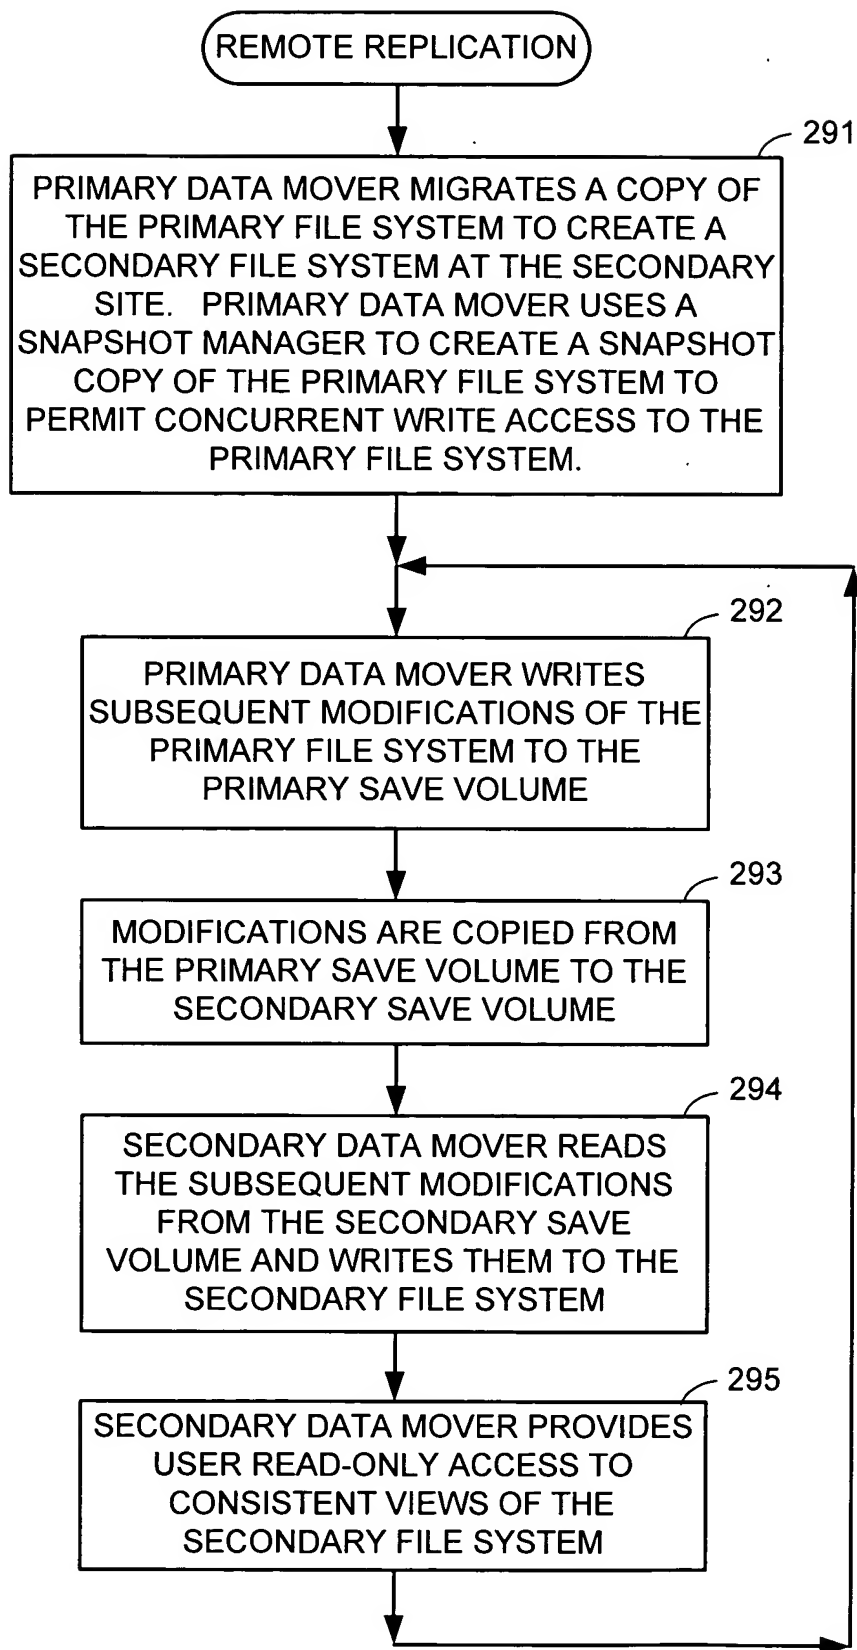 REMOTE REPLICATION
291
PRIMARY DATA MOVER MIGRATES A COPY OF
THE PRIMARY FILE SYSTEM TO CREATE A
SECONDARY FILE SYSTEM AT THE SECONDARY
SITE. PRIMARY DATA MOVER USES A
SNAPSHOT MANAGER TO CREATE A SNAPSHOT
COPY OF THE PRIMARY FILE SYSTEM TO
PERMIT CONCURRENT WRITE ACCESS TO THE
PRIMARY FILE SYSTEM.
292
PRIMARY DATA MOVER WRITES
SUBSEQUENT MODIFICATIONS OF THE
PRIMARY FILE SYSTEM TO THE
PRIMARY SAVE VOLUME
293
MODIFICATIONS ARE COPIED FROM
THE PRIMARY SAVE VOLUME TO THE
SECONDARY SAVE VOLUME
294
SECONDARY DATA MOVER READS
THE SUBSEQUENT MODIFICATIONS
FROM THE SECONDARY SAVE
VOLUME AND WRITES THEM TO THE
SECONDARY FILE SYSTEM
295
SECONDARY DATA MOVER PROVIDES
USER READ-ONLY ACCESS TO
CONSISTENT VIEWS OF THE
SECONDARY FILE SYSTEM